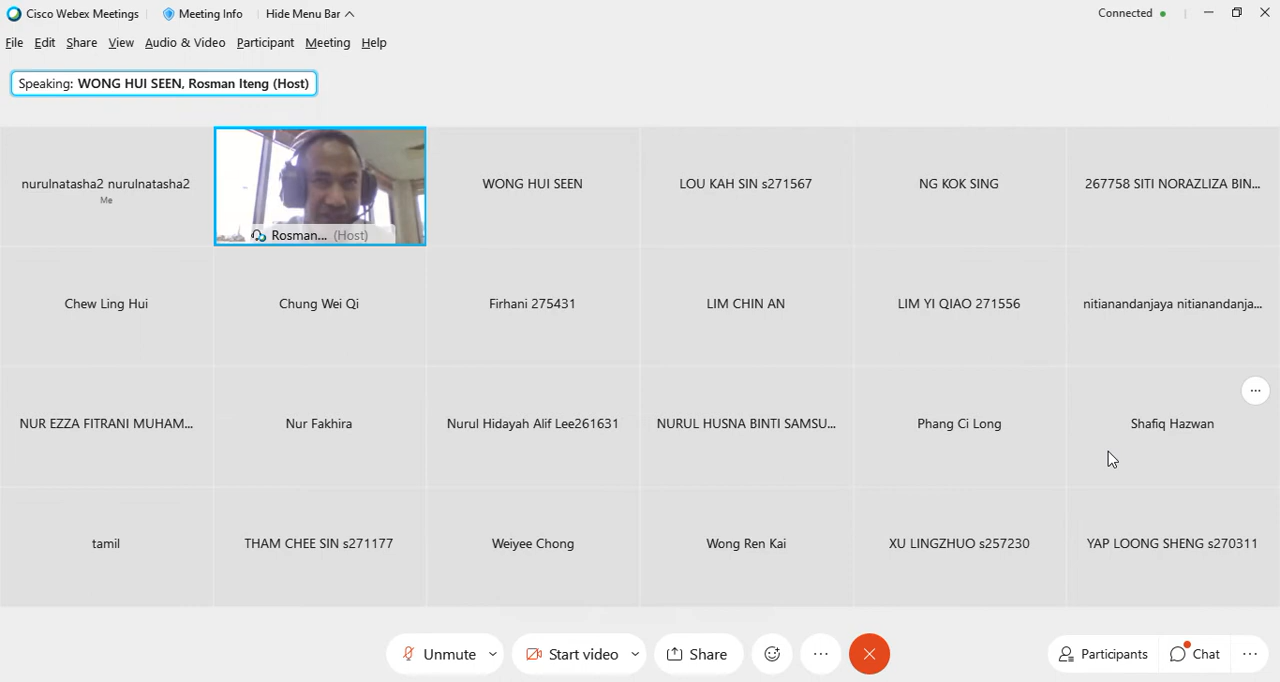 Cisco Webex Meetings Meeting Info Hide Menu Bar Connected
File Edit Share View Audio & Video Participant Meeting Help
Speaking: WONG HUI SEEN, Rosman Iteng (Host)
nurulnatasha2 nurulnatasha2
Me
Rosman... (Host)
WONG HUI SEEN
LOU KAH SIN s271567
NG KOK SING
267758 SITI NORAZLIZA BIN...
Chew Ling Hui
Chung Wei Qi
Firhani 275431
LIM CHIN AN
LIM YI QIAO 271556
nitianandanjaya nitianandanja...
NUR EZZA FITRANI MUHAM...
Nur Fakhira
Nurul Hidayah Alif Lee261631
NURUL HUSNA BINTI SAMSU...
Phang Ci Long
Shafiq Hazwan
tamil
THAM CHEE SIN s271177
Weiyee Chong
Wong Ren Kai
XU LINGZHUO s257230
YAP LOONG SHENG s270311
Unmute Start video Share Participants Chat